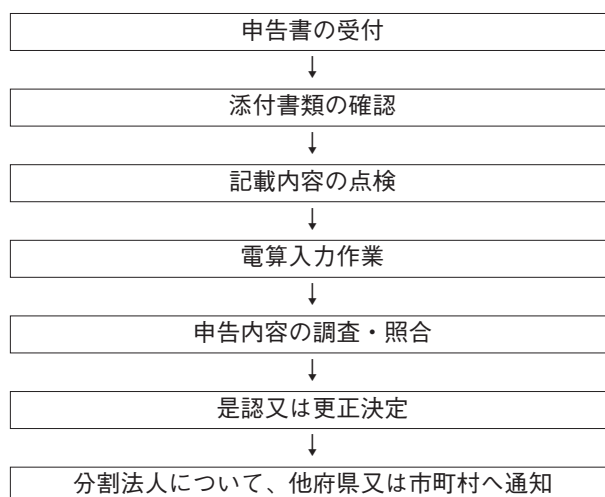 申告書の受付
↓
添付書類の確認
↓
記載内容の点検
↓
電算入力作業
↓
申告内容の調査・照合
↓
是認又は更正決定
↓
分割法人について、他府県又は市町村へ通知